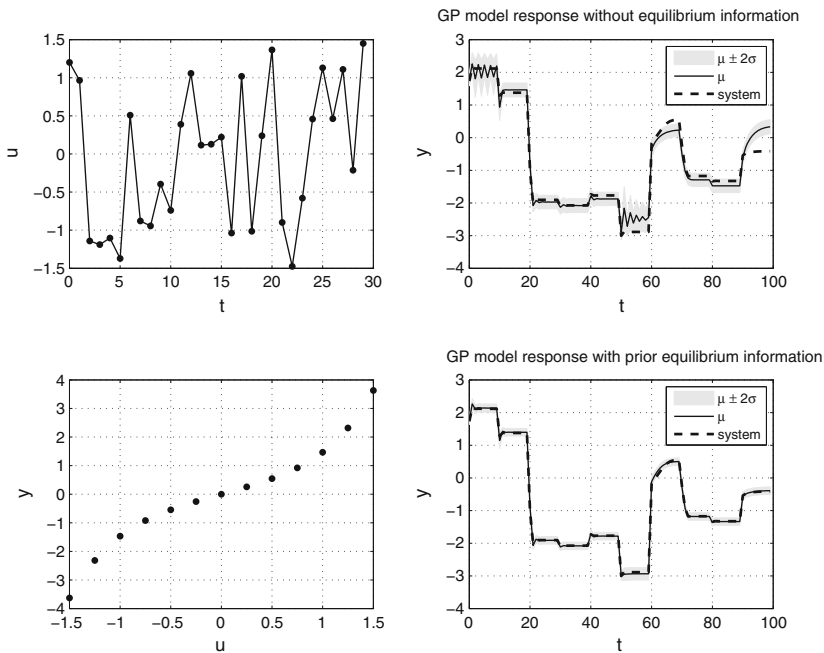 1.5
1
0.5
0
−0.5
−1
−1.5
u
0 5 10 15 20 25 30
t
GP model response without equilibrium information
3
2
1
0
−1
−2
−3
−4
y
μ ± 2σ
μ
system
0 20 40 60 80 100
t
4
3
2
1
0
−1
−2
−3
−4
y
−1.5 −1 −0.5 0 0.5 1 1.5
u
GP model response with prior equilibrium information
3
2
1
0
−1
−2
−3
−4
y
μ ± 2σ
μ
system
0 20 40 60 80 100
t